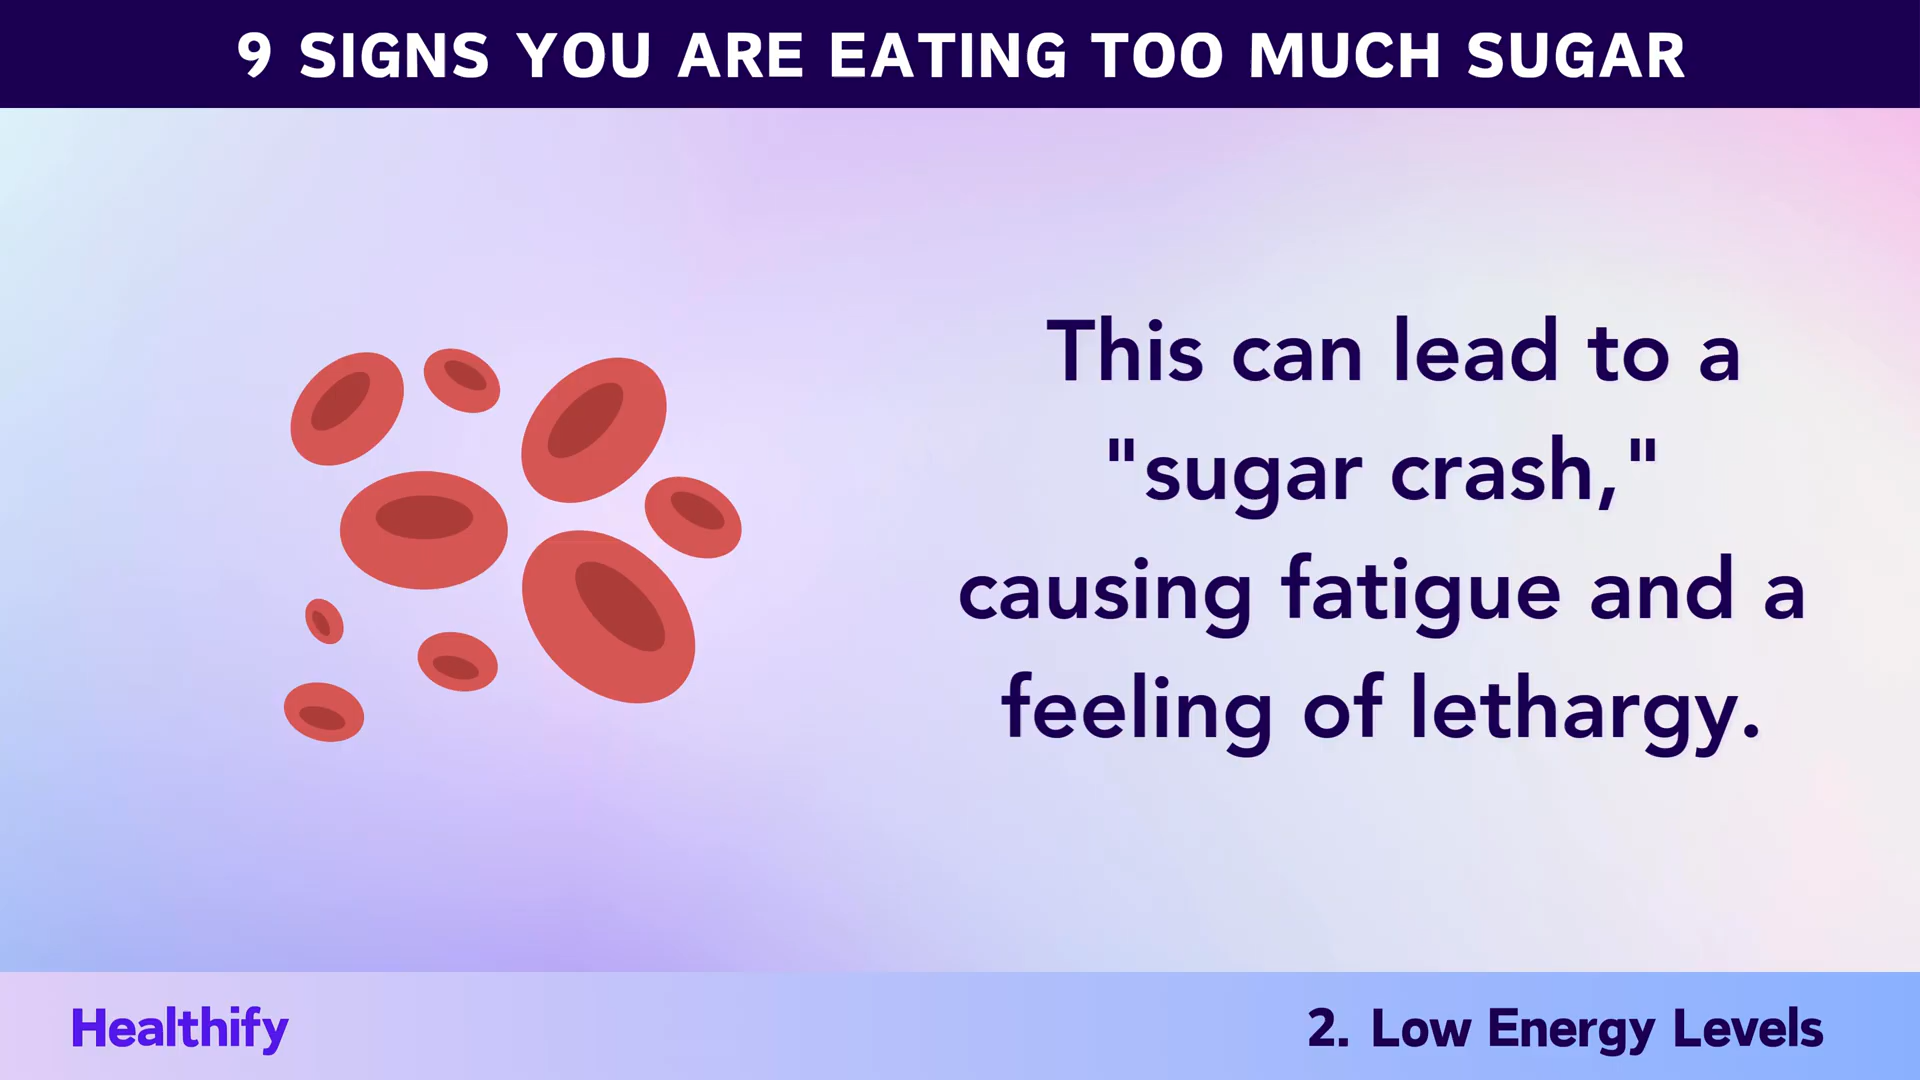 9 SIGNS YOU ARE EATING TOO MUCH SUGAR
This can lead to a
"sugar crash,"
causing fatigue and a
feeling of lethargy.
Healthify
2. Low Energy Levels